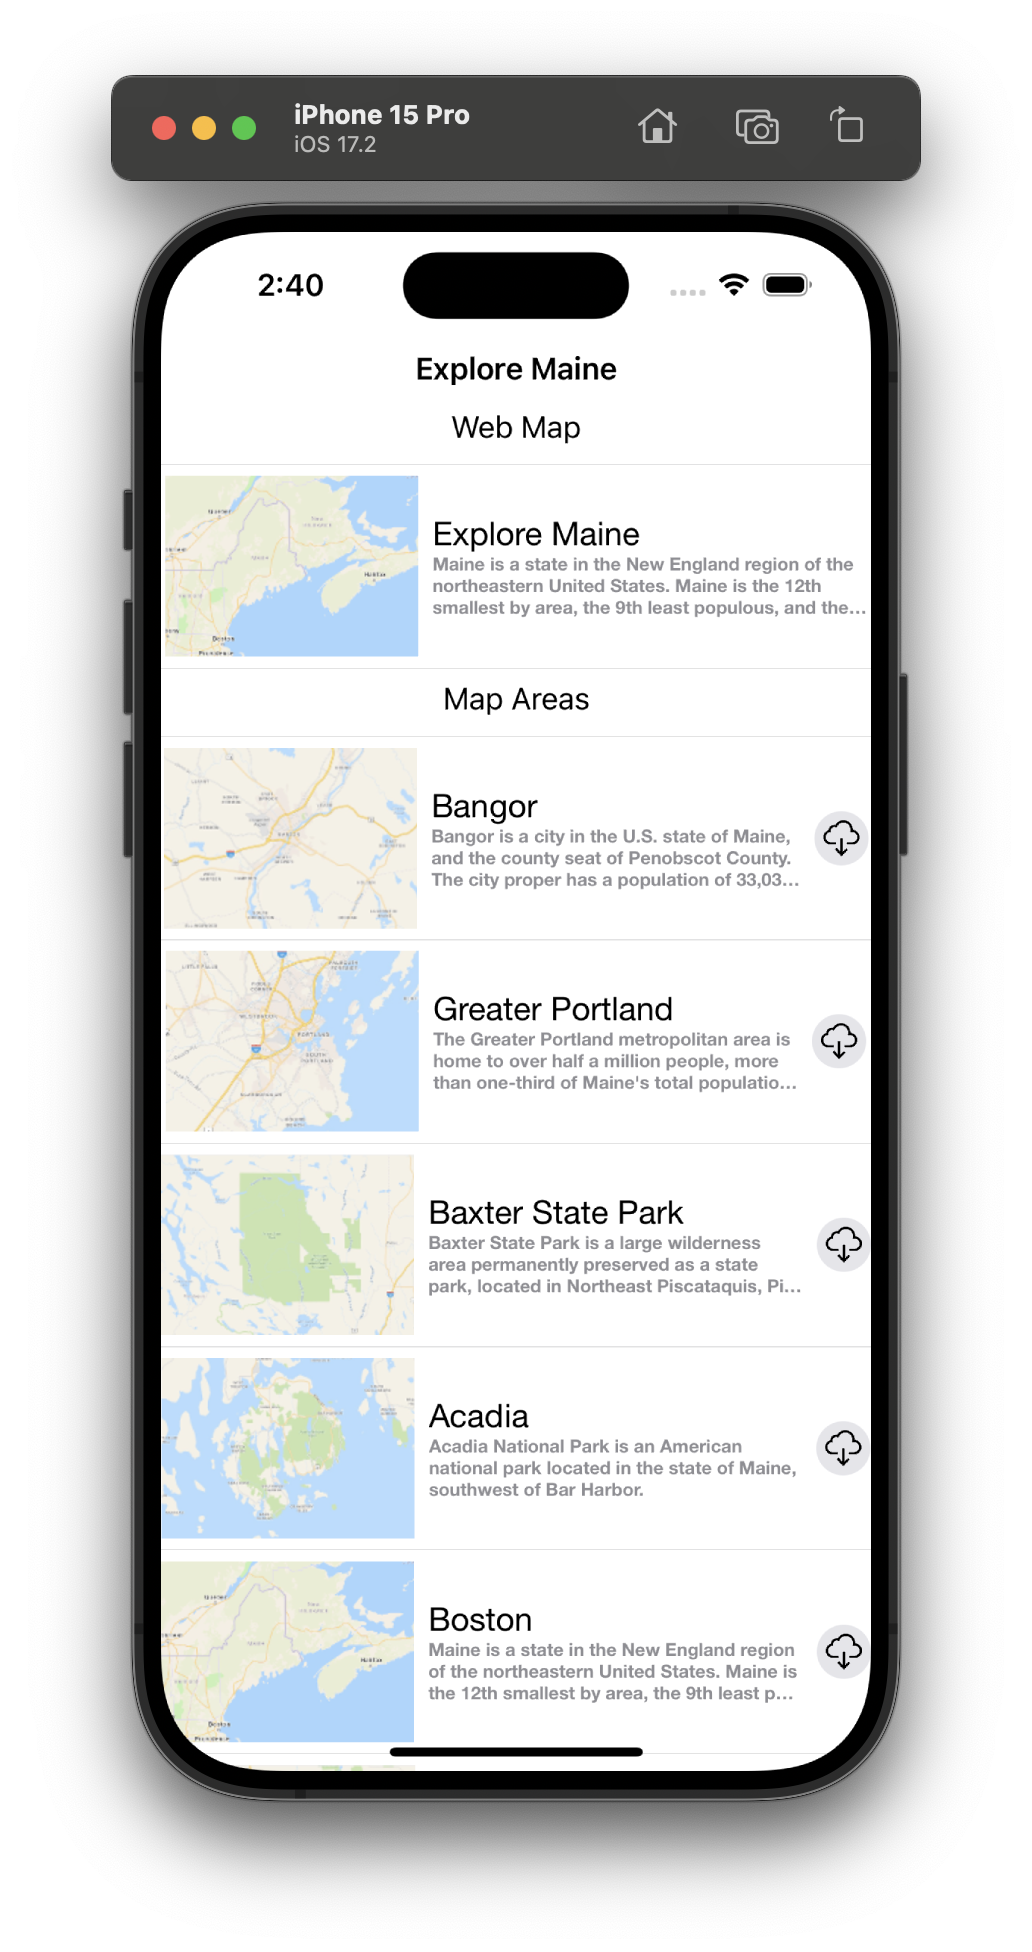 iPhone 15 Pro
iOS 17.2
2:40
Explore Maine
Web Map
Explore Maine
Maine is a state in the New England region of the
northeastern United States. Maine is the 12th
smallest by area, the 9th least populous, and the...
Map Areas
Bangor
Bangor is a city in the U.S. state of Maine,
and the county seat of Penobscot County.
The city proper has a population of 33,03...
Greater Portland
The Greater Portland metropolitan area is
home to over half a million people, more
than one-third of Maine's total populatio...
Baxter State Park
Baxter State Park is a large wilderness
area permanently preserved as a state
park, located in Northeast Piscataquis, Pi...
Acadia
Acadia National Park is an American
national park located in the state of Maine,
southwest of Bar Harbor.
Boston
Maine is a state in the New England region
of the northeastern United States. Maine is
the 12th smallest by area, the 9th least p...